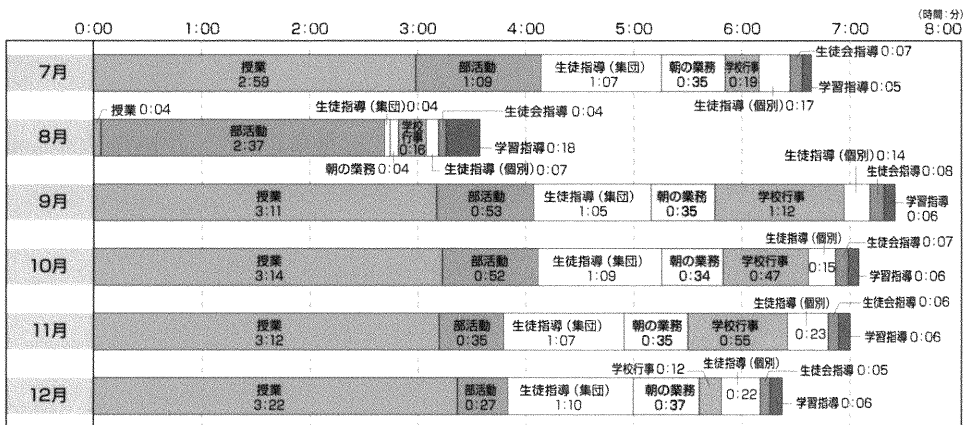 (時間:分)
0:00 1:00 2:00 3:00 4:00 5:00 6:00 7:00 8:00
7月
授業
2:59
部活動
1:09
生徒指導(集団)
1:07
朝の業務
0:35
学校行事
0:19
生徒指導(個別)0:17
生徒会指導0:07
学習指導0:05
8月
授業0:04
部活動
2:37
生徒指導(集団)0:04
朝の業務0:04
学校
行事
0:16
生徒指導(個別)0:07
生徒会指導0:04
学習指導0:18
9月
授業
3:11
部活動
0:53
生徒指導(集団)
1:05
朝の業務
0:35
学校行事
1:12
生徒指導(個別)0:14
生徒会指導0:08
学習指導
0:06
10月
授業
3:14
部活動
0:52
生徒指導(集団)
1:09
朝の業務
0:34
学校行事
0:47
生徒指導(個別)
0:15
生徒会指導0:07
学習指導0:06
11月
授業
3:12
部活動
0:35
生徒指導(集団)
1:07
朝の業務
0:35
学校行事
0:55
生徒指導(個別)
0:23
生徒会指導0:06
学習指導0:06
12月
授業
3:22
部活動
0:27
生徒指導(集団)
1:10
朝の業務
0:37
学校行事0:12
生徒指導(個別)
0:22
生徒会指導0:05
学習指導0:06